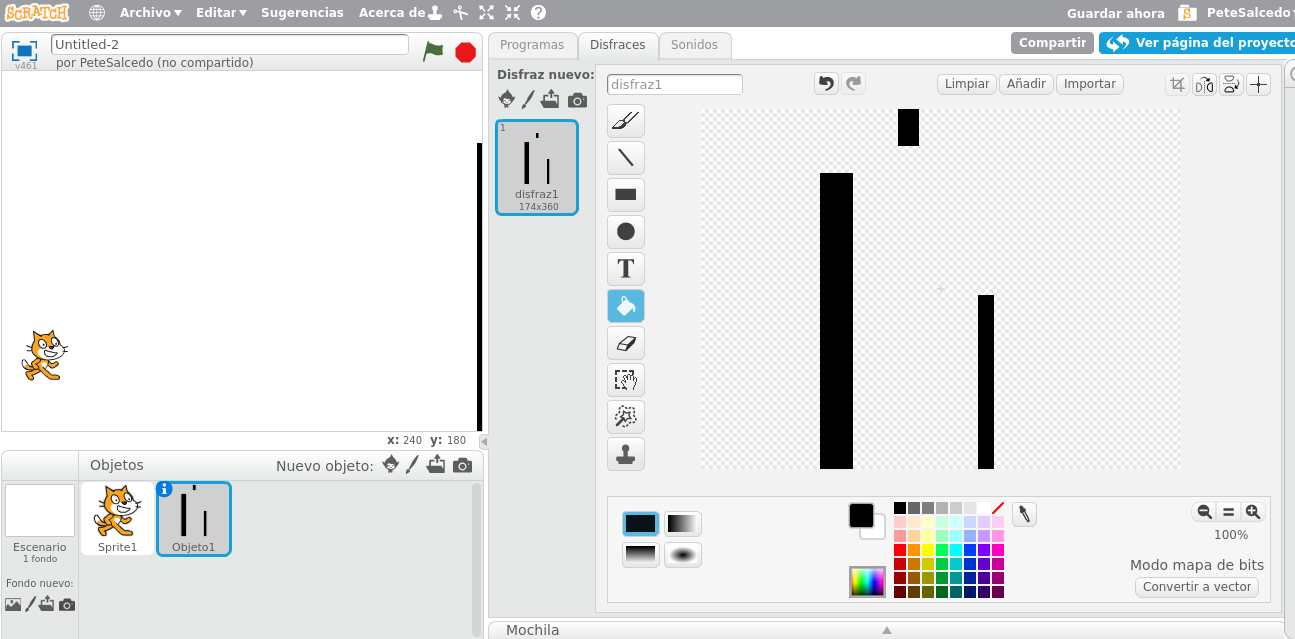 SCRATCH Archivo Editar Sugerencias Acerca de Guardar ahora PeteSalcedo
v461 Untitled-2
por PeteSalcedo (no compartido)
Programas Disfraces Sonidos Compartir Ver página del proyecto
Disfraz nuevo:
1
disfraz1
174x360
disfraz1 Limpiar Añadir Importar
T
x: 240 y: 180
Objetos Nuevo objeto:
Escenario
1 fondo
Fondo nuevo:
Sprite1
Objeto1
100%
Modo mapa de bits
Convertir a vector
Mochila